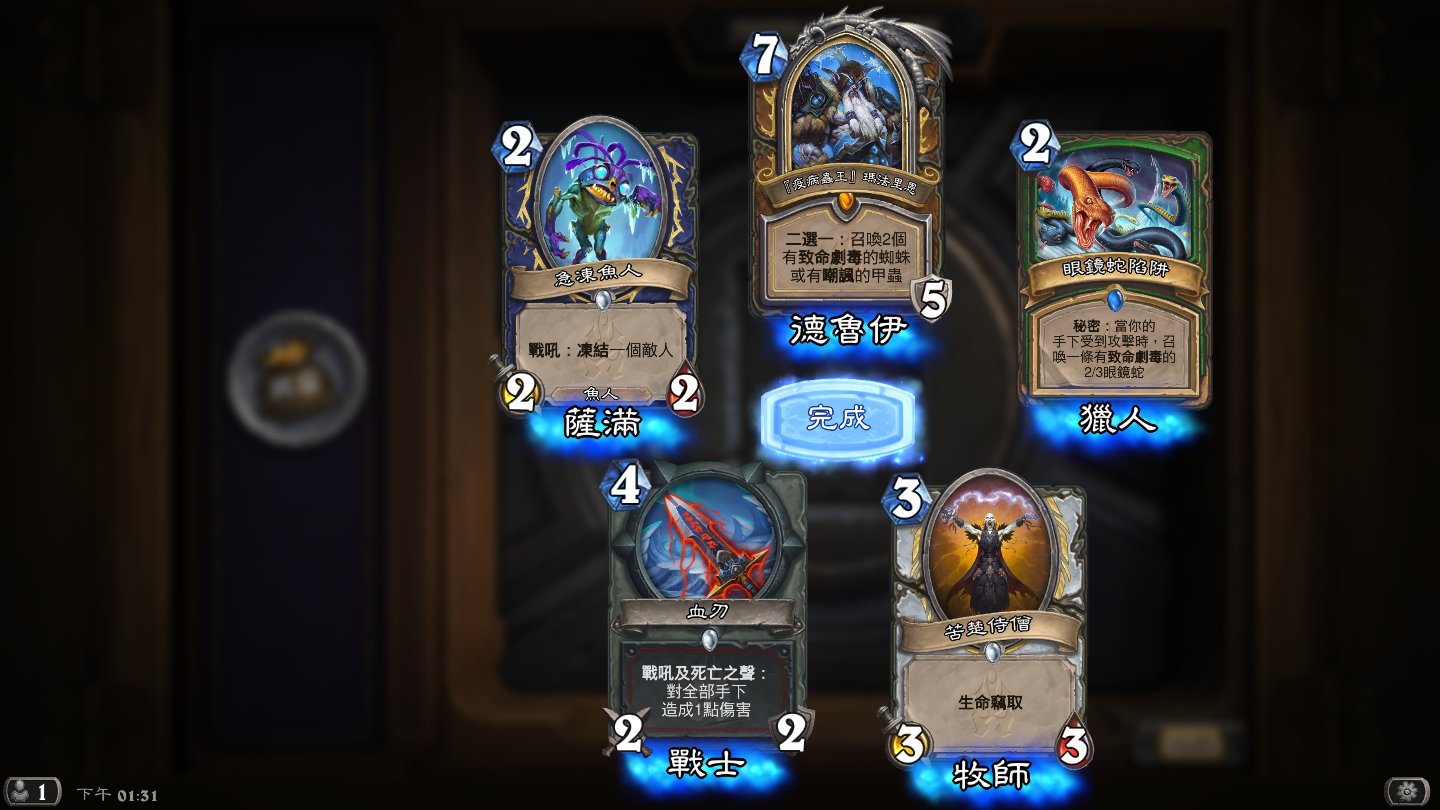 7
『疫病蟲王』瑪法里恩
二選一：召喚2個
有致命劇毒的蜘蛛
或有嘲諷的甲蟲
5
德魯伊
2
急凍魚人
戰吼：凍結一個敵人
2
魚人
2
薩滿
2
眼鏡蛇陷阱
秘密：當你的
手下受到攻擊時，召
喚一條有致命劇毒的
2/3眼鏡蛇
獵人
完成
4
血刃
戰吼及死亡之聲：
對全部手下
造成1點傷害
2
2
戰士
3
苦楚侍僧
生命竊取
3
3
牧師
1
下午 01:31